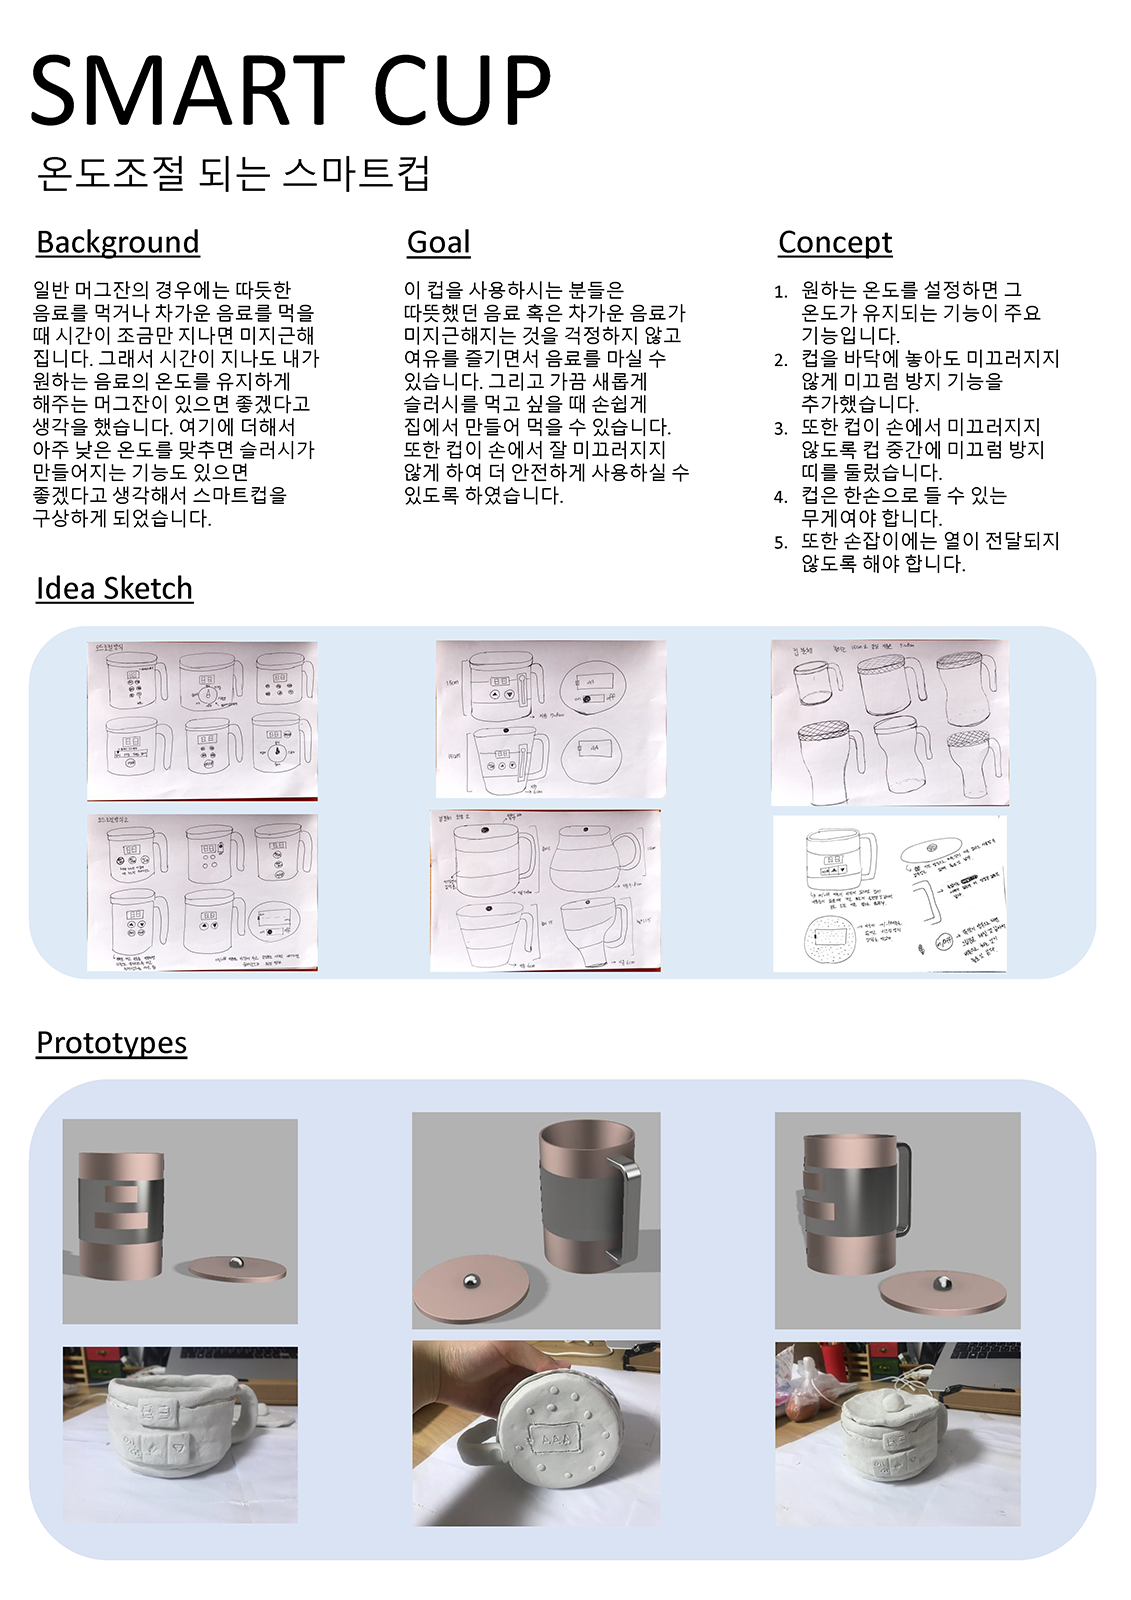 SMART CUP
온도조절 되는 스마트컵
Background
일반 머그잔의 경우에는 따듯한
음료를 먹거나 차가운 음료를 먹을
때 시간이 조금만 지나면 미지근해
집니다. 그래서 시간이 지나도 내가
원하는 음료의 온도를 유지하게
해주는 머그잔이 있으면 좋겠다고
생각을 했습니다. 여기에 더해서
아주 낮은 온도를 맞추면 슬러시가
만들어지는 기능도 있으면
좋겠다고 생각해서 스마트컵을
구상하게 되었습니다.
Goal
이 컵을 사용하시는 분들은
따뜻했던 음료 혹은 차가운 음료가
미지근해지는 것을 걱정하지 않고
여유를 즐기면서 음료를 마실 수
있습니다. 그리고 가끔 새롭게
슬러시를 먹고 싶을 때 손쉽게
집에서 만들어 먹을 수 있습니다.
또한 컵이 손에서 잘 미끄러지지
않게 하여 더 안전하게 사용하실 수
있도록 하였습니다.
Concept
1. 원하는 온도를 설정하면 그
온도가 유지되는 기능이 주요
기능입니다.
2. 컵을 바닥에 놓아도 미끄러지지
않게 미끄럼 방지 기능을
추가했습니다.
3. 또한 컵이 손에서 미끄러지지
않도록 컵 중간에 미끄럼 방지
띠를 둘렀습니다.
4. 컵은 한손으로 들 수 있는
무게여야 합니다.
5. 또한 손잡이에는 열이 전달되지
않도록 해야 합니다.
Idea Sketch
Prototypes
AAA